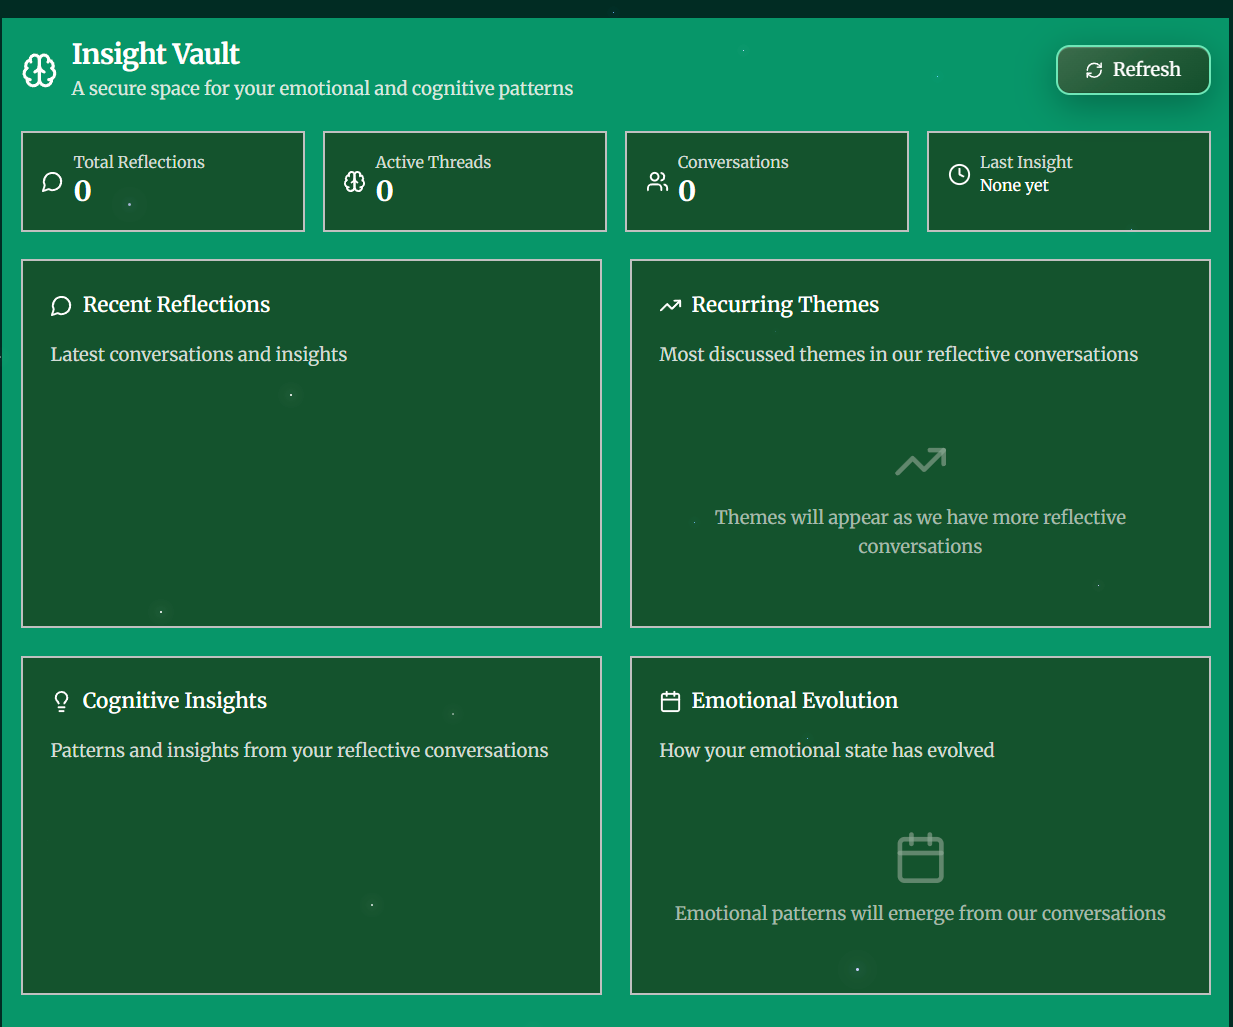 Insight Vault
A secure space for your emotional and cognitive patterns
Refresh
Total Reflections
0
Active Threads
0
Conversations
0
Last Insight
None yet
Recent Reflections
Latest conversations and insights
Recurring Themes
Most discussed themes in our reflective conversations
Themes will appear as we have more reflective
conversations
Cognitive Insights
Patterns and insights from your reflective conversations
Emotional Evolution
How your emotional state has evolved
Emotional patterns will emerge from our conversations